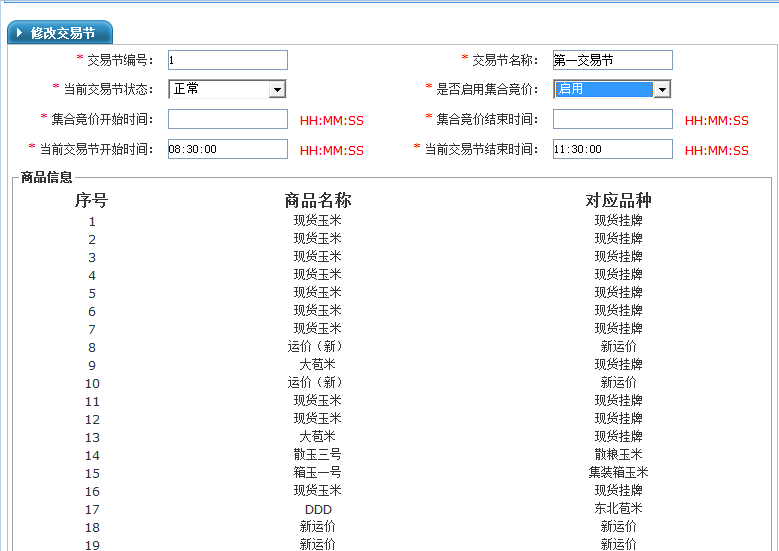 修改交易节
* 交易节编号： 1 * 交易节名称： 第一交易节
* 当前交易节状态： 正常 * 是否启用集合竞价： 启用
* 集合竞价开始时间： HH:MM:SS * 集合竞价结束时间： HH:MM:SS
* 当前交易节开始时间： 08:30:00 HH:MM:SS * 当前交易节结束时间： 11:30:00 HH:MM:SS
商品信息
序号 商品名称 对应品种
1 现货玉米 现货挂牌
2 现货玉米 现货挂牌
3 现货玉米 现货挂牌
4 现货玉米 现货挂牌
5 现货玉米 现货挂牌
6 现货玉米 现货挂牌
7 现货玉米 现货挂牌
8 运价（新） 新运价
9 大苞米 现货挂牌
10 运价（新） 新运价
11 现货玉米 现货挂牌
12 现货玉米 现货挂牌
13 大苞米 现货挂牌
14 散玉三号 散粮玉米
15 箱玉一号 集装箱玉米
16 现货玉米 现货挂牌
17 DDD 东北苞米
18 新运价 新运价
19 新运价 新运价